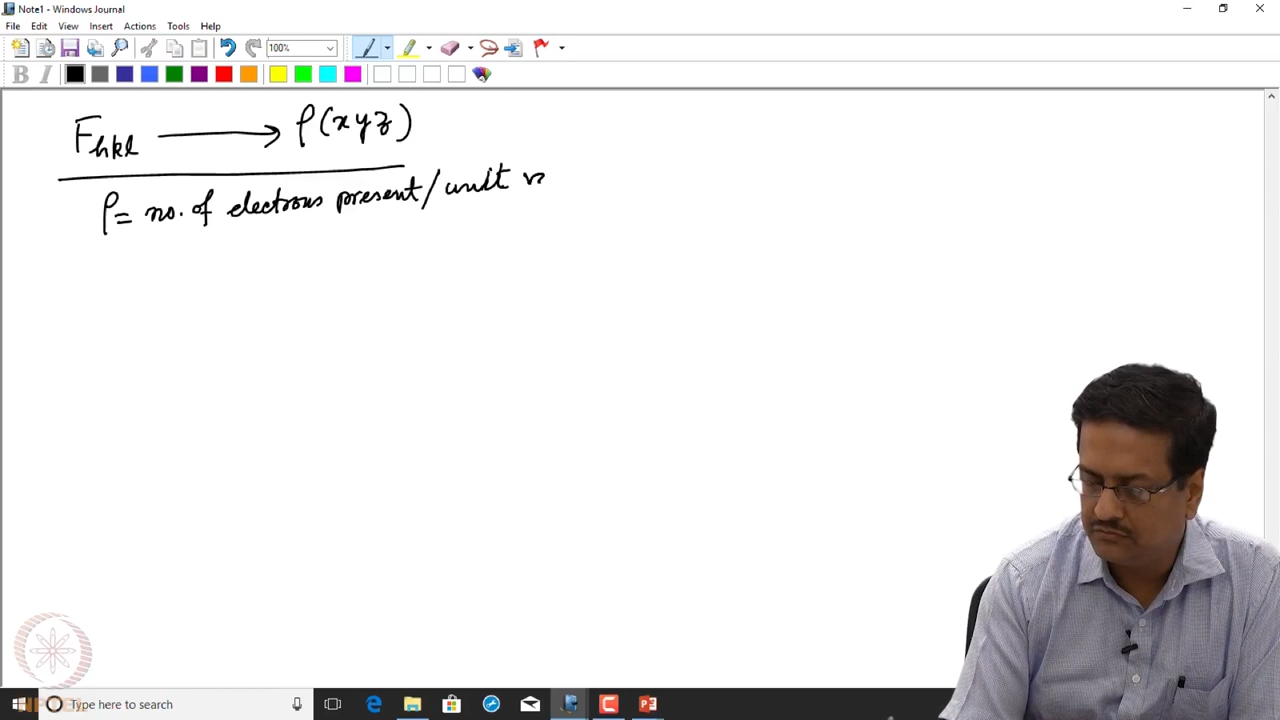 Note1 - Windows Journal
File Edit View Insert Actions Tools Help
100%
B I
Fhkl ⟶ ρ(xyz)
ρ= no. of electrons present/unit v
Type here to search